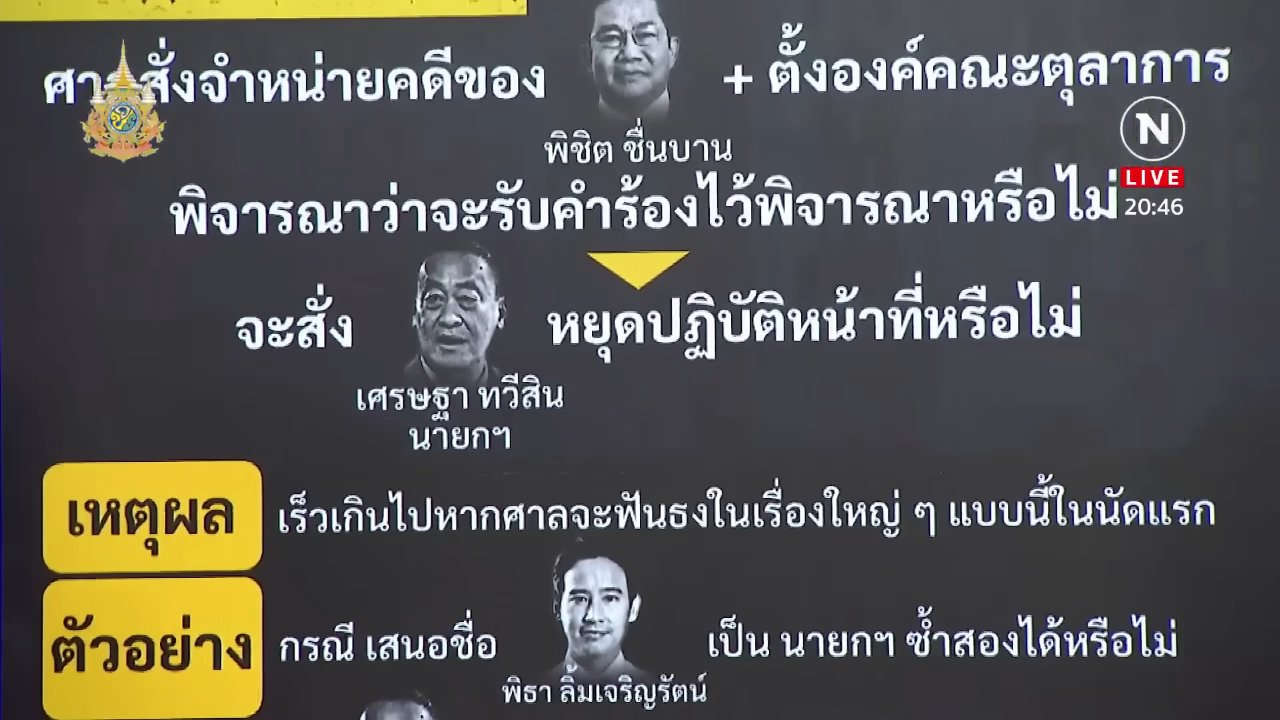 ศาลสั่งจำหน่ายคดีของ + ตั้งองค์คณะตุลาการ
พิชิต ชื่นบาน
N
LIVE
20:46
พิจารณาว่าจะรับคำร้องไว้พิจารณาหรือไม่
จะสั่ง หยุดปฏิบัติหน้าที่หรือไม่
เศรษฐา ทวีสิน
นายกฯ
เหตุผล เร็วเกินไปหากศาลจะฟันธงในเรื่องใหญ่ ๆ แบบนี้ในนัดแรก
ตัวอย่าง กรณี เสนอชื่อ เป็น นายกฯ ซ้ำสองได้หรือไม่
พิธา ลิ้มเจริญรัตน์